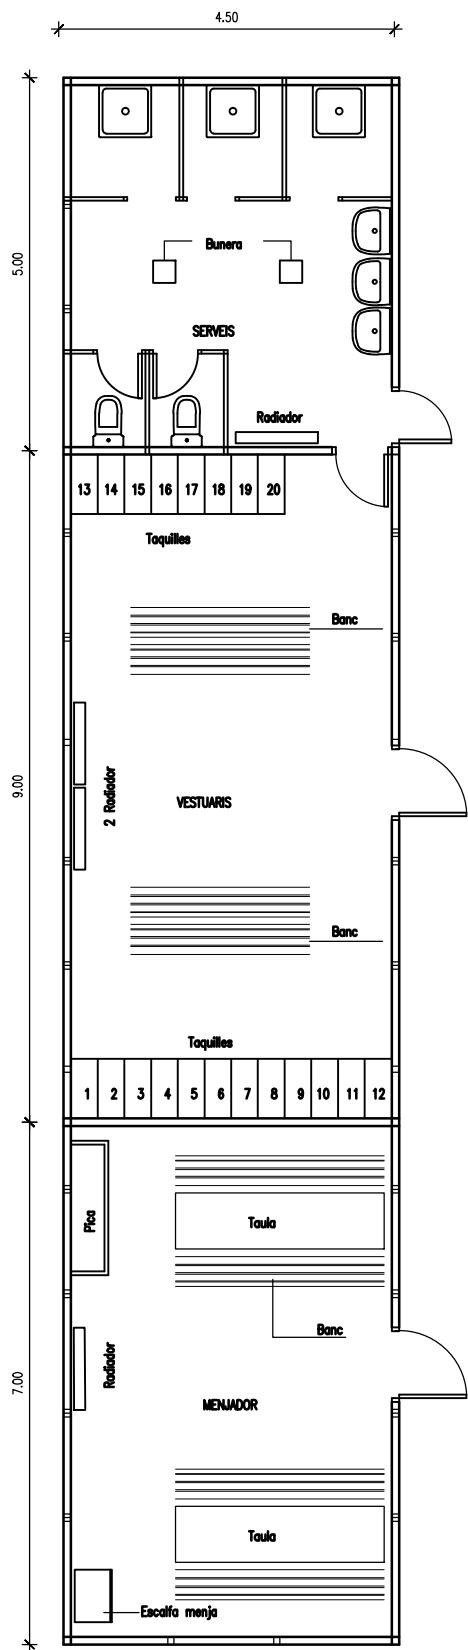 4.50
5.00
Bunera
SERVEIS
Radiador
13 14 15 16 17 18 19 20
Taquilles
Banc
9.00
2 Radiador
VESTUARIS
Banc
Taquilles
1 2 3 4 5 6 7 8 9 10 11 12
Pica
Taula
Banc
Radiador
7.00
MENJADOR
Taula
Escalfa menja